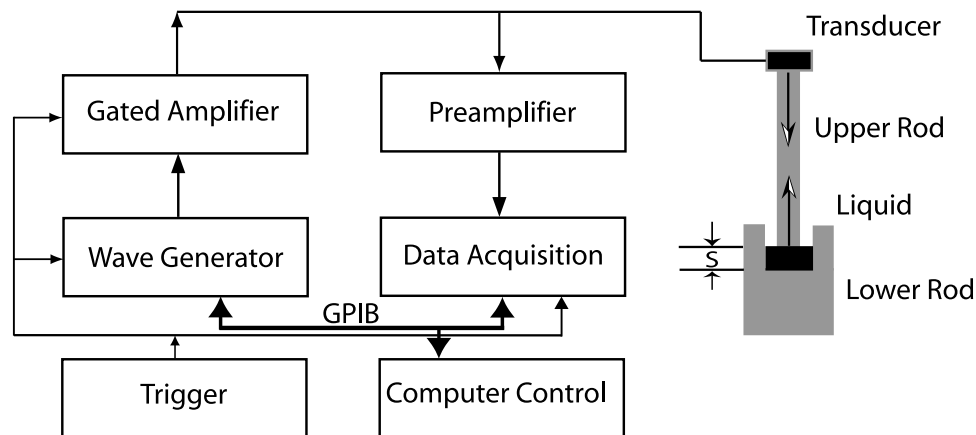 Transducer
Gated Amplifier
Preamplifier
Upper Rod
Liquid
Wave Generator
Data Acquisition
S
Lower Rod
GPIB
Trigger
Computer Control